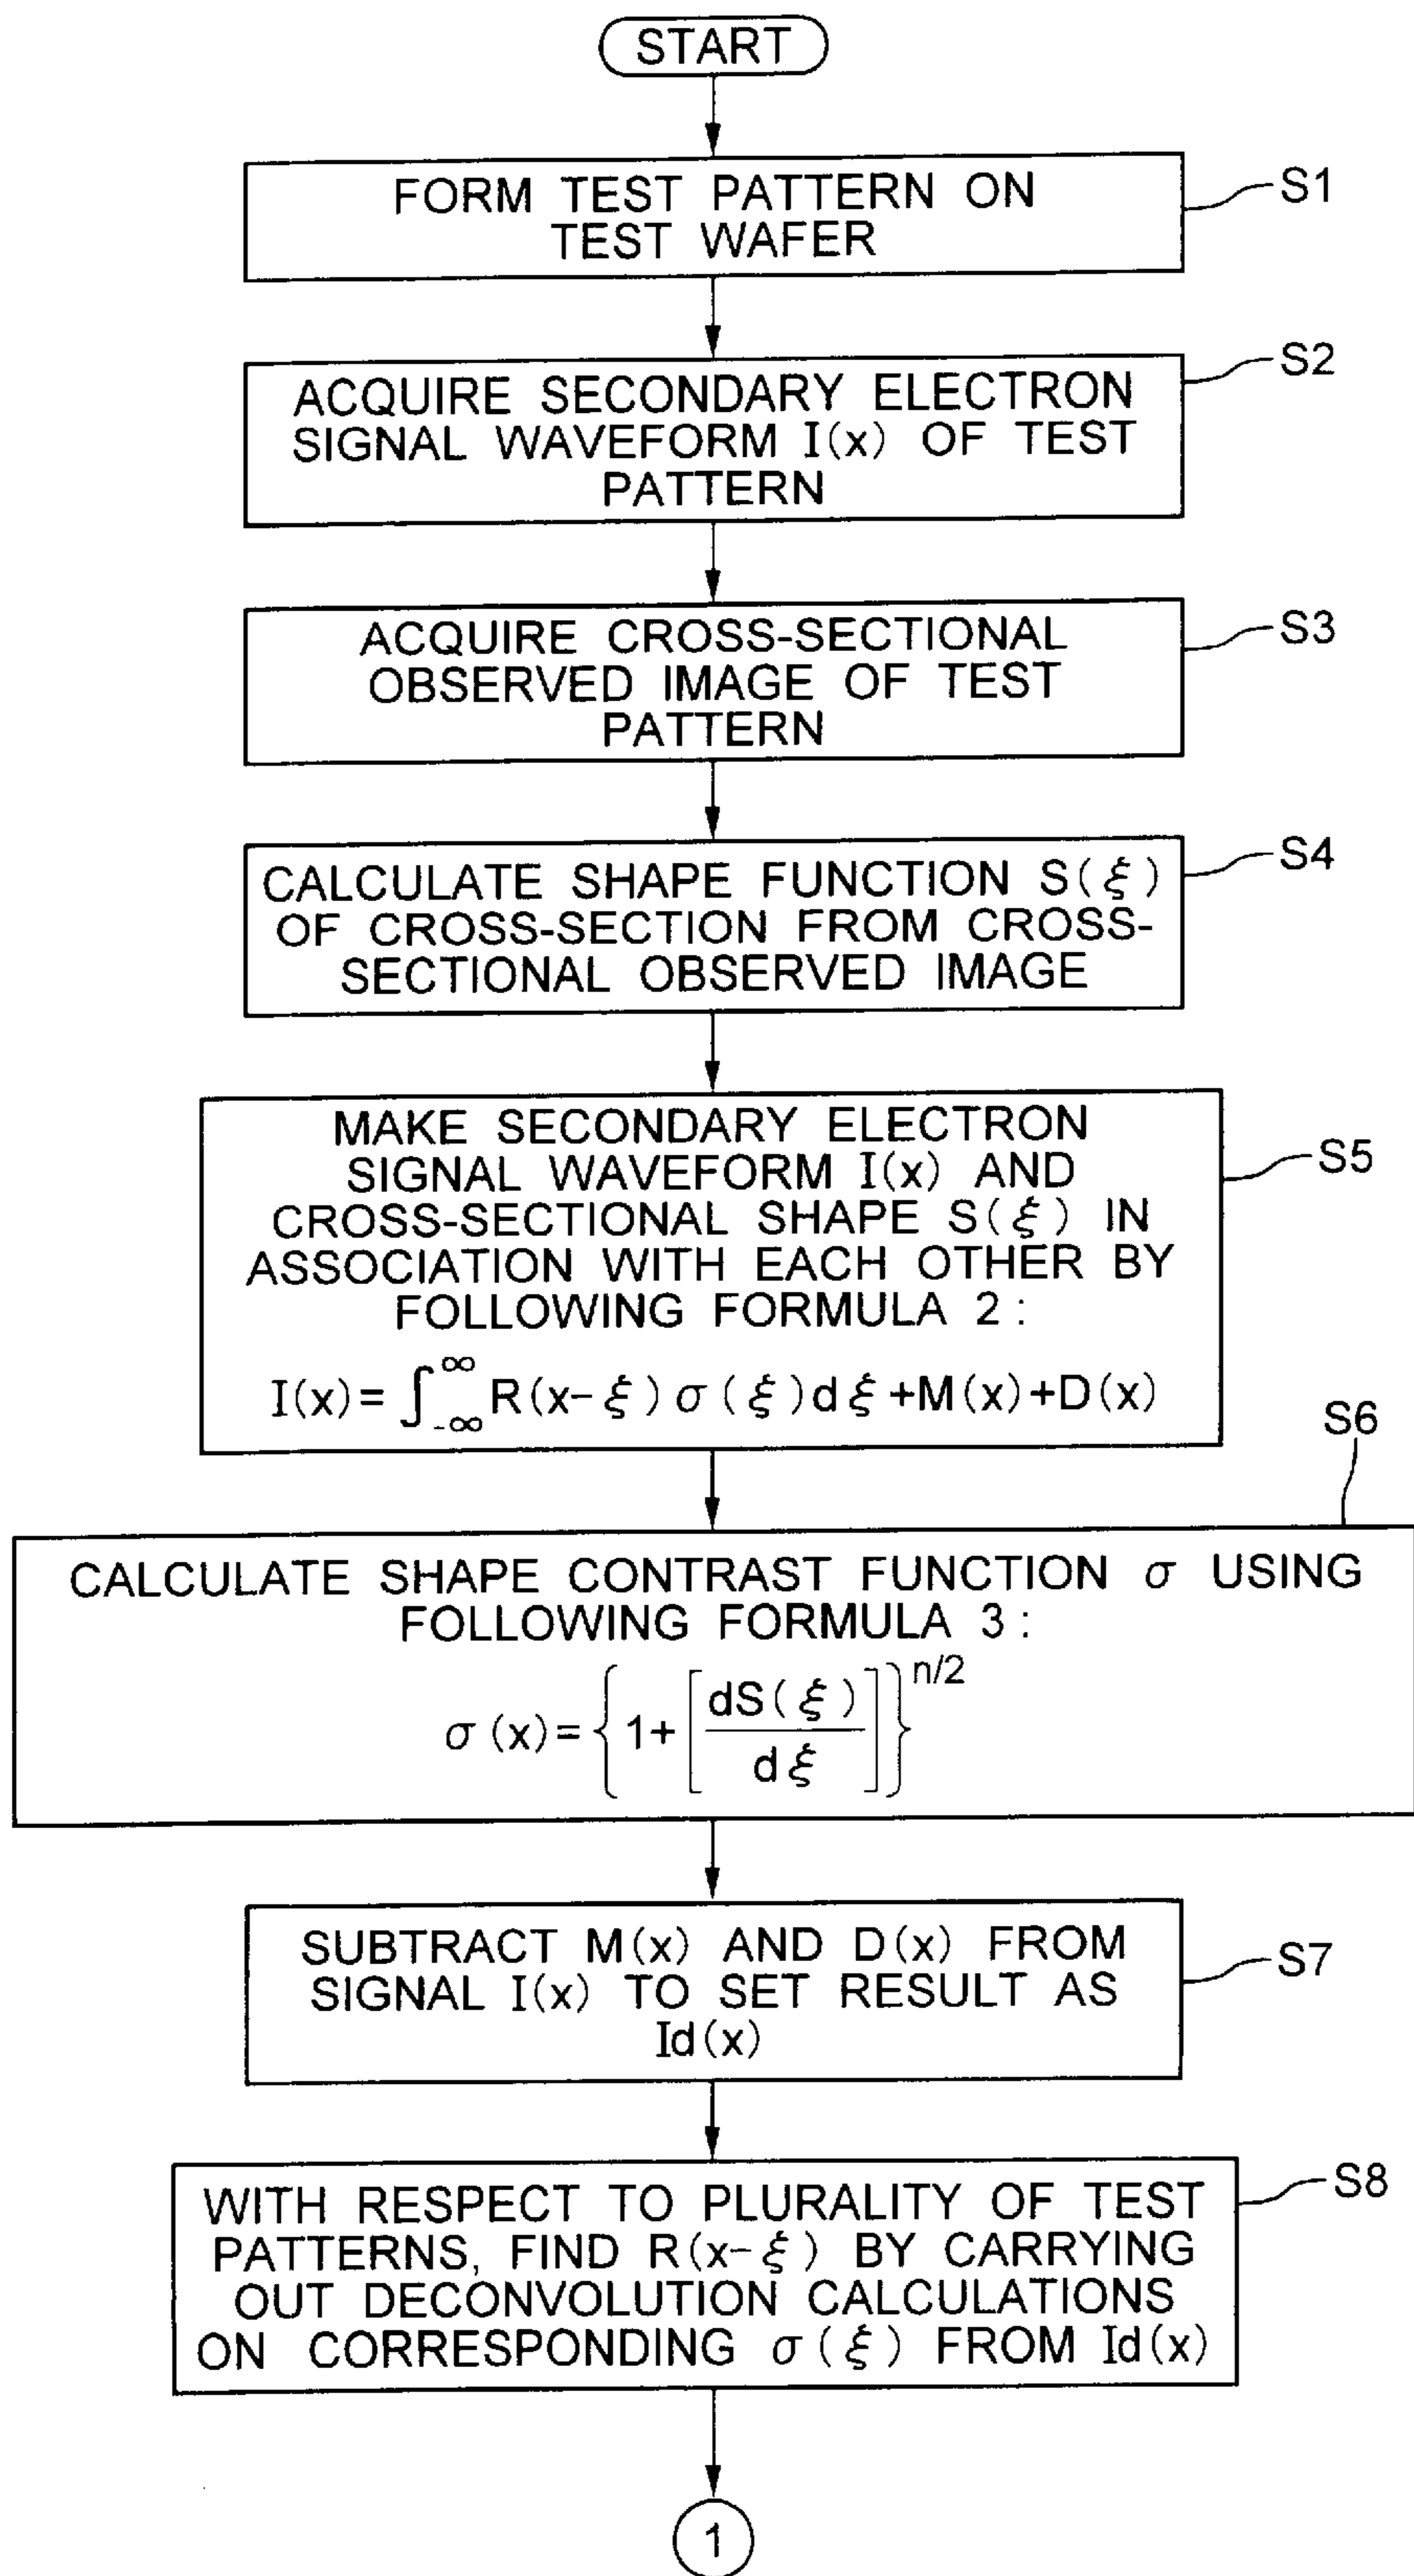 START
FORM TEST PATTERN ON
TEST WAFER
S1
ACQUIRE SECONDARY ELECTRON
SIGNAL WAVEFORM I(x) OF TEST
PATTERN
S2
ACQUIRE CROSS-SECTIONAL
OBSERVED IMAGE OF TEST
PATTERN
S3
CALCULATE SHAPE FUNCTION S(ξ)
OF CROSS-SECTION FROM CROSS-
SECTIONAL OBSERVED IMAGE
S4
MAKE SECONDARY ELECTRON
SIGNAL WAVEFORM I(x) AND
CROSS-SECTIONAL SHAPE S(ξ) IN
ASSOCIATION WITH EACH OTHER BY
FOLLOWING FORMULA 2:
I(x)=∫_{-∞}^{∞} R(x-ξ)σ(ξ)dξ+M(x)+D(x)
S5
CALCULATE SHAPE CONTRAST FUNCTION σ USING
FOLLOWING FORMULA 3:
σ(x)={1+[dS(ξ)/dξ]}^{n/2}
S6
SUBTRACT M(x) AND D(x) FROM
SIGNAL I(x) TO SET RESULT AS
Id(x)
S7
WITH RESPECT TO PLURALITY OF TEST
PATTERNS, FIND R(x-ξ) BY CARRYING
OUT DECONVOLUTION CALCULATIONS
ON CORRESPONDING σ(ξ) FROM Id(x)
S8
1